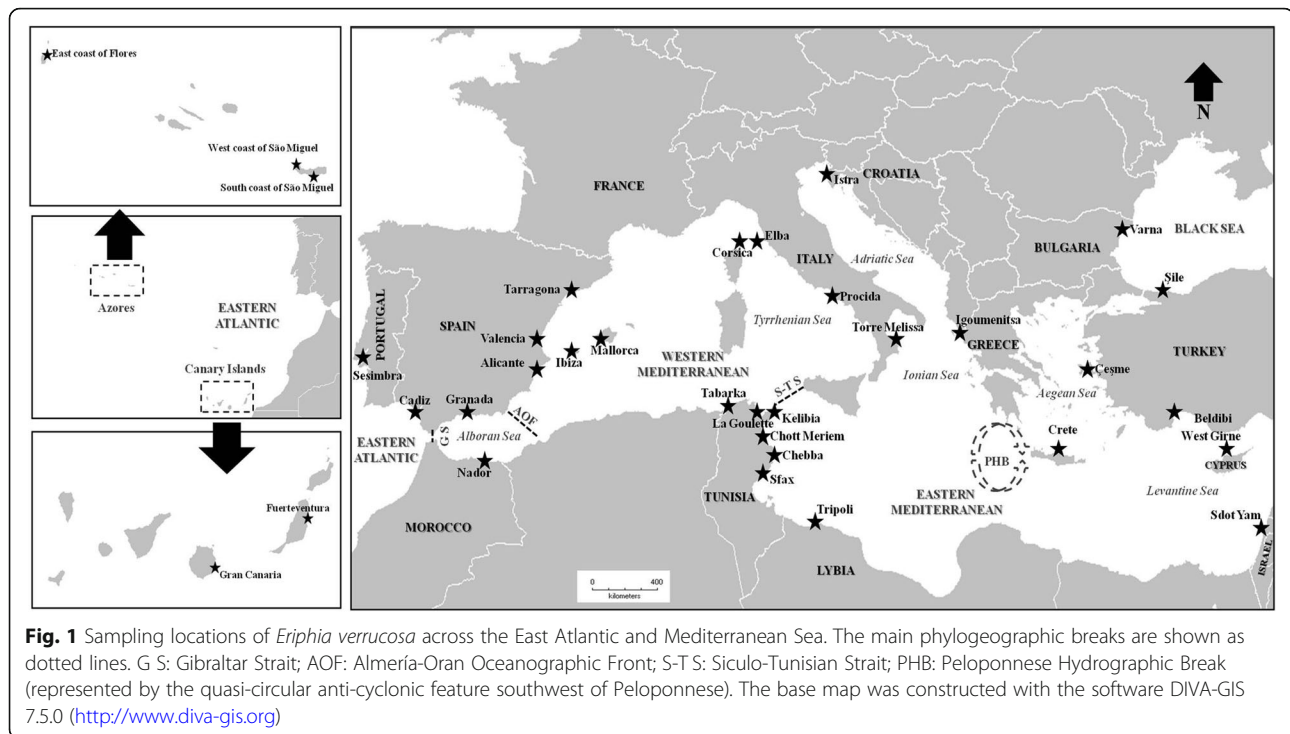 East coast of Flores
West coast of São Miguel
South coast of São Miguel
Azores
EASTERN
ATLANTIC
Canary Islands
Fuerteventura
Gran Canaria
N
FRANCE
CROATIA
Istra
Varna
BLACK SEA
BULGARIA
Elba
Corsica
ITALY
Adriatic Sea
Şile
Tarragona
Procida
PORTUGAL
SPAIN
Valencia
Tyrrhenian Sea
Torre Melissa
Igoumenitsa
GREECE
TURKEY
Mallorca
Ibiza
Alicante
WESTERN
MEDITERRANEAN
Sesimbra
Ionian Sea
Çeşme
Aegean Sea
Cadiz
Granada
AOF
Tabarka
S-T S
Kelibia
La Goulette
Beldibi
West Girne
CYPRUS
Crete
EASTERN
ATLANTIC
G S
Alboran Sea
Chott Meriem
Chebba
PHB
Nador
Sfax
TUNISIA
Levantine Sea
EASTERN
MEDITERRANEAN
MOROCCO
Tripoli
Sdot Yam
ISRAEL
LYBIA
0 400
kilometers
Fig. 1 Sampling locations of Eriphia verrucosa across the East Atlantic and Mediterranean Sea. The main phylogeographic breaks are shown as
dotted lines. G S: Gibraltar Strait; AOF: Almería-Oran Oceanographic Front; S-T S: Siculo-Tunisian Strait; PHB: Peloponnese Hydrographic Break
(represented by the quasi-circular anti-cyclonic feature southwest of Peloponnese). The base map was constructed with the software DIVA-GIS
7.5.0 (http://www.diva-gis.org)